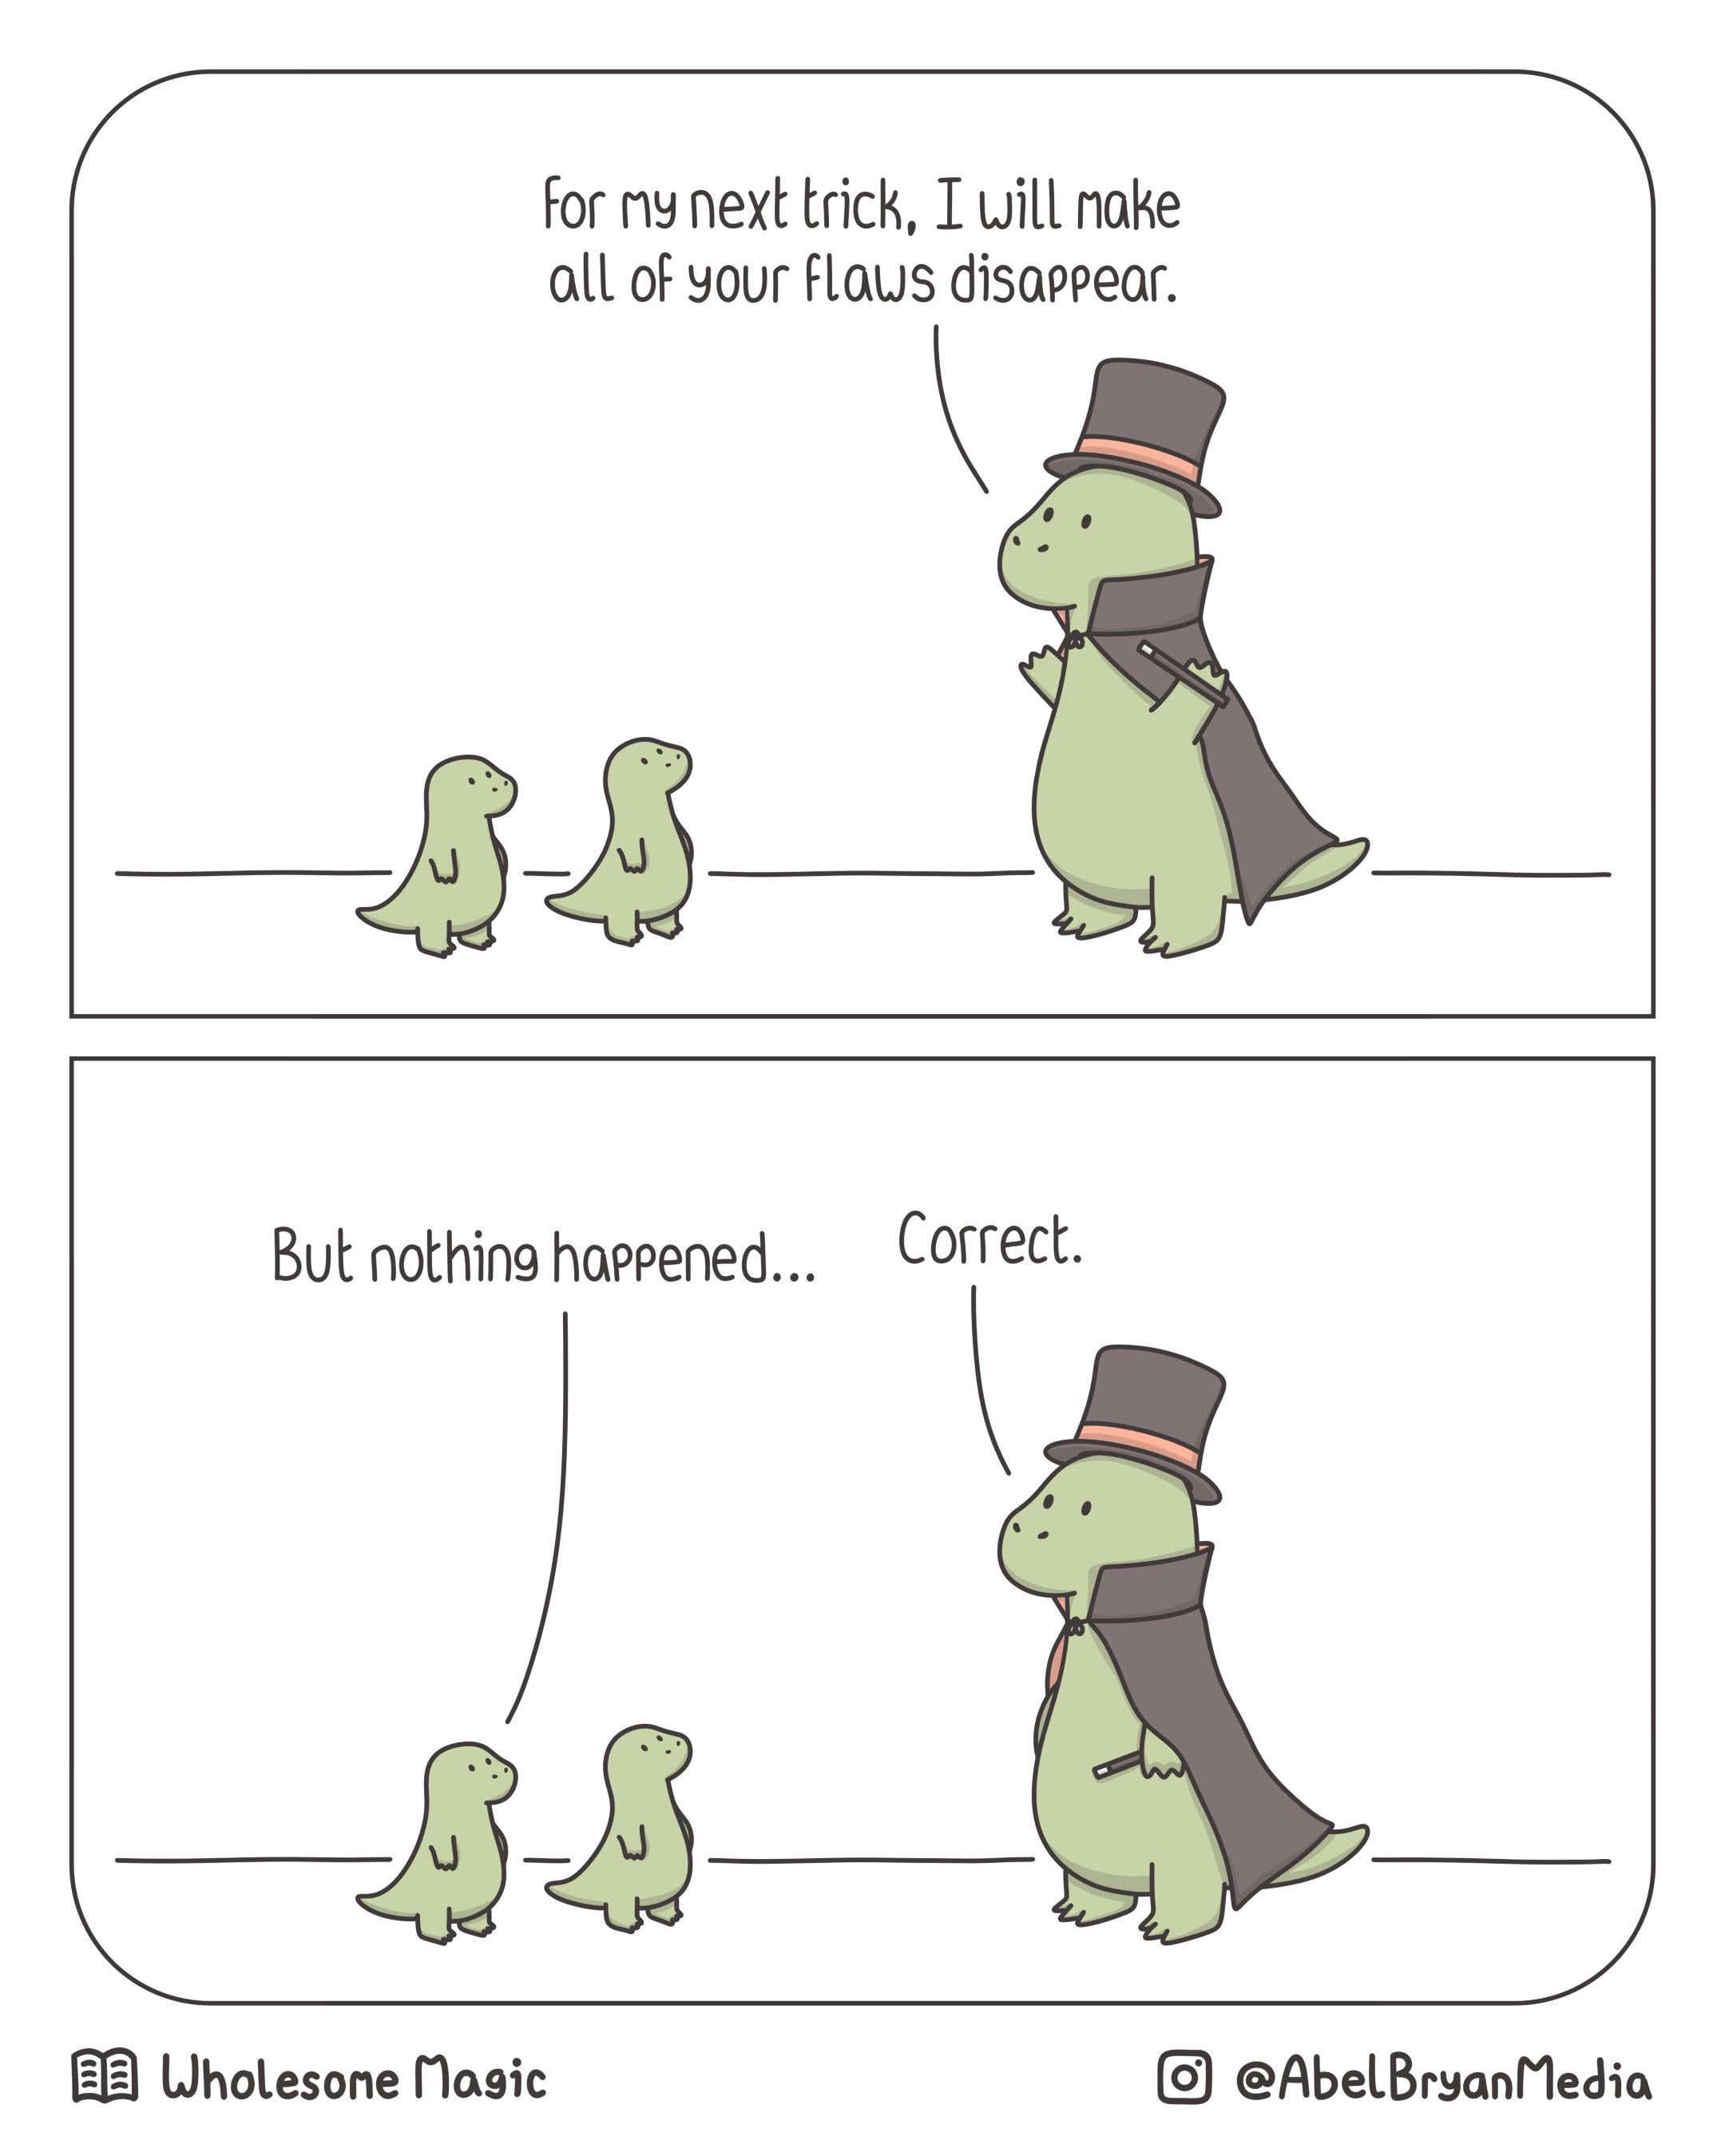 For my next trick, I will make
all of your flaws disappear.
But nothing happened...
Correct.
Wholesome Magic
@AbelBryanMedia